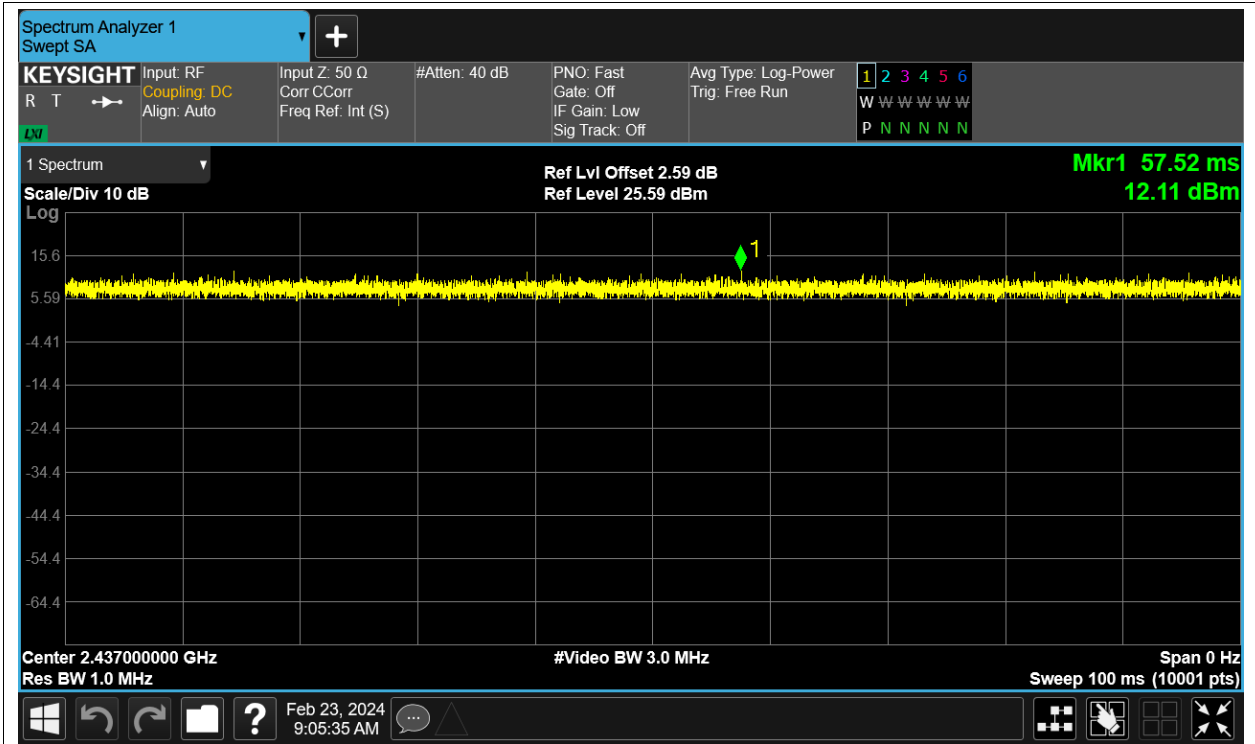 Spectrum Analyzer 1
Swept SA
KEYSIGHT
R T
LXI
Input: RF
Coupling: DC
Align: Auto
Input Z: 50 Ω
Corr CCorr
Freq Ref: Int (S)
#Atten: 40 dB
PNO: Fast
Gate: Off
IF Gain: Low
Sig Track: Off
Avg Type: Log-Power
Trig: Free Run
1 2 3 4 5 6
W W W W W W
P N N N N N
1 Spectrum
Scale/Div 10 dB
Log
Ref Lvl Offset 2.59 dB
Ref Level 25.59 dBm
Mkr1 57.52 ms
12.11 dBm
1
15.6
5.59
-4.41
-14.4
-24.4
-34.4
-44.4
-54.4
-64.4
Center 2.437000000 GHz
Res BW 1.0 MHz
#Video BW 3.0 MHz
Span 0 Hz
Sweep 100 ms (10001 pts)
?
Feb 23, 2024
9:05:35 AM